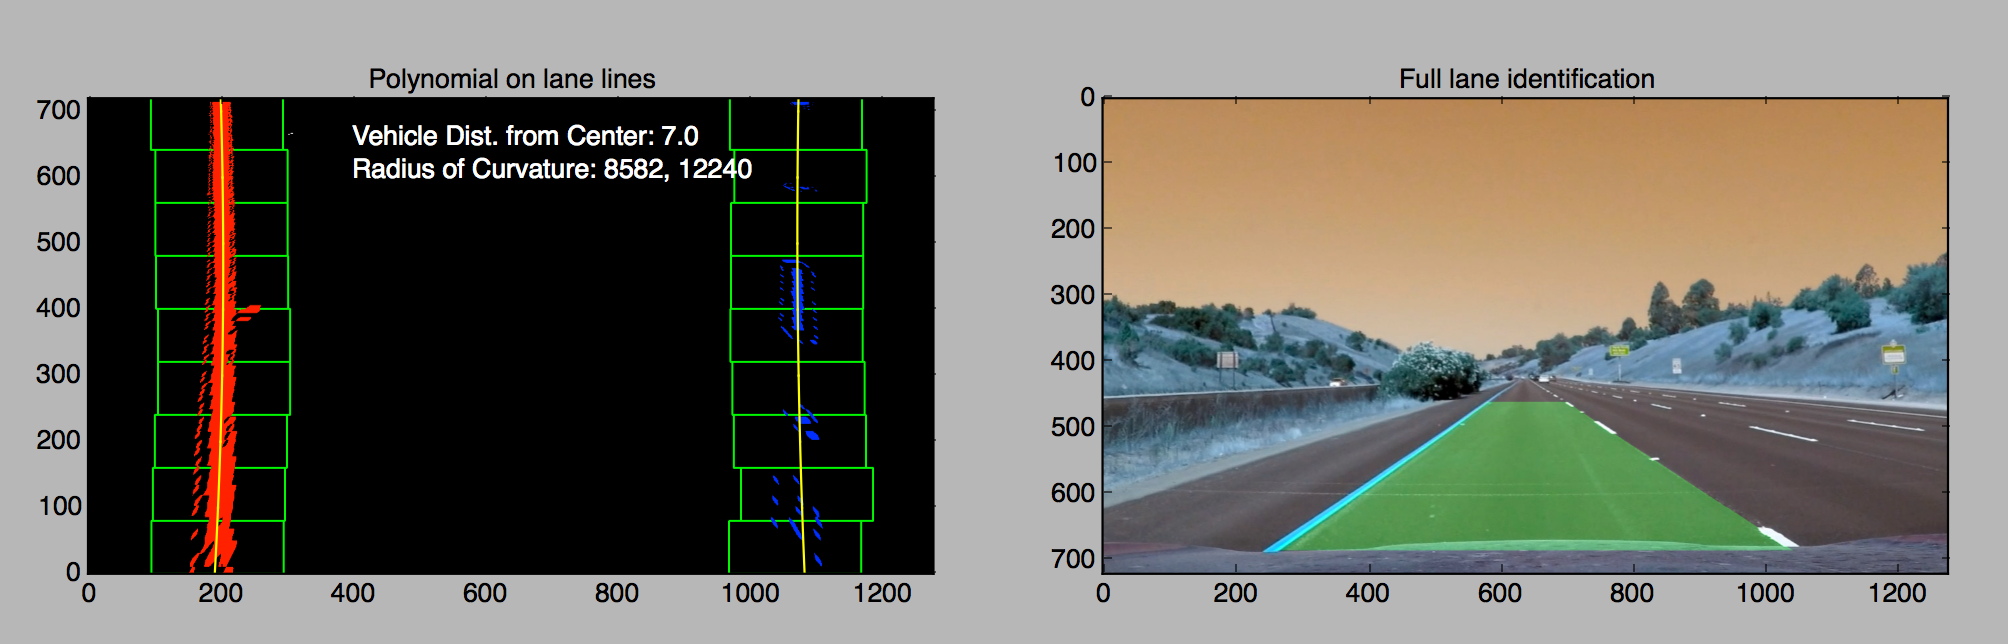 Polynomial on lane lines
Vehicle Dist. from Center: 7.0
Radius of Curvature: 8582, 12240
700
600
500
400
300
200
100
0
0 200 400 600 800 1000 1200
Full lane identification
0
100
200
300
400
500
600
700
0 200 400 600 800 1000 1200